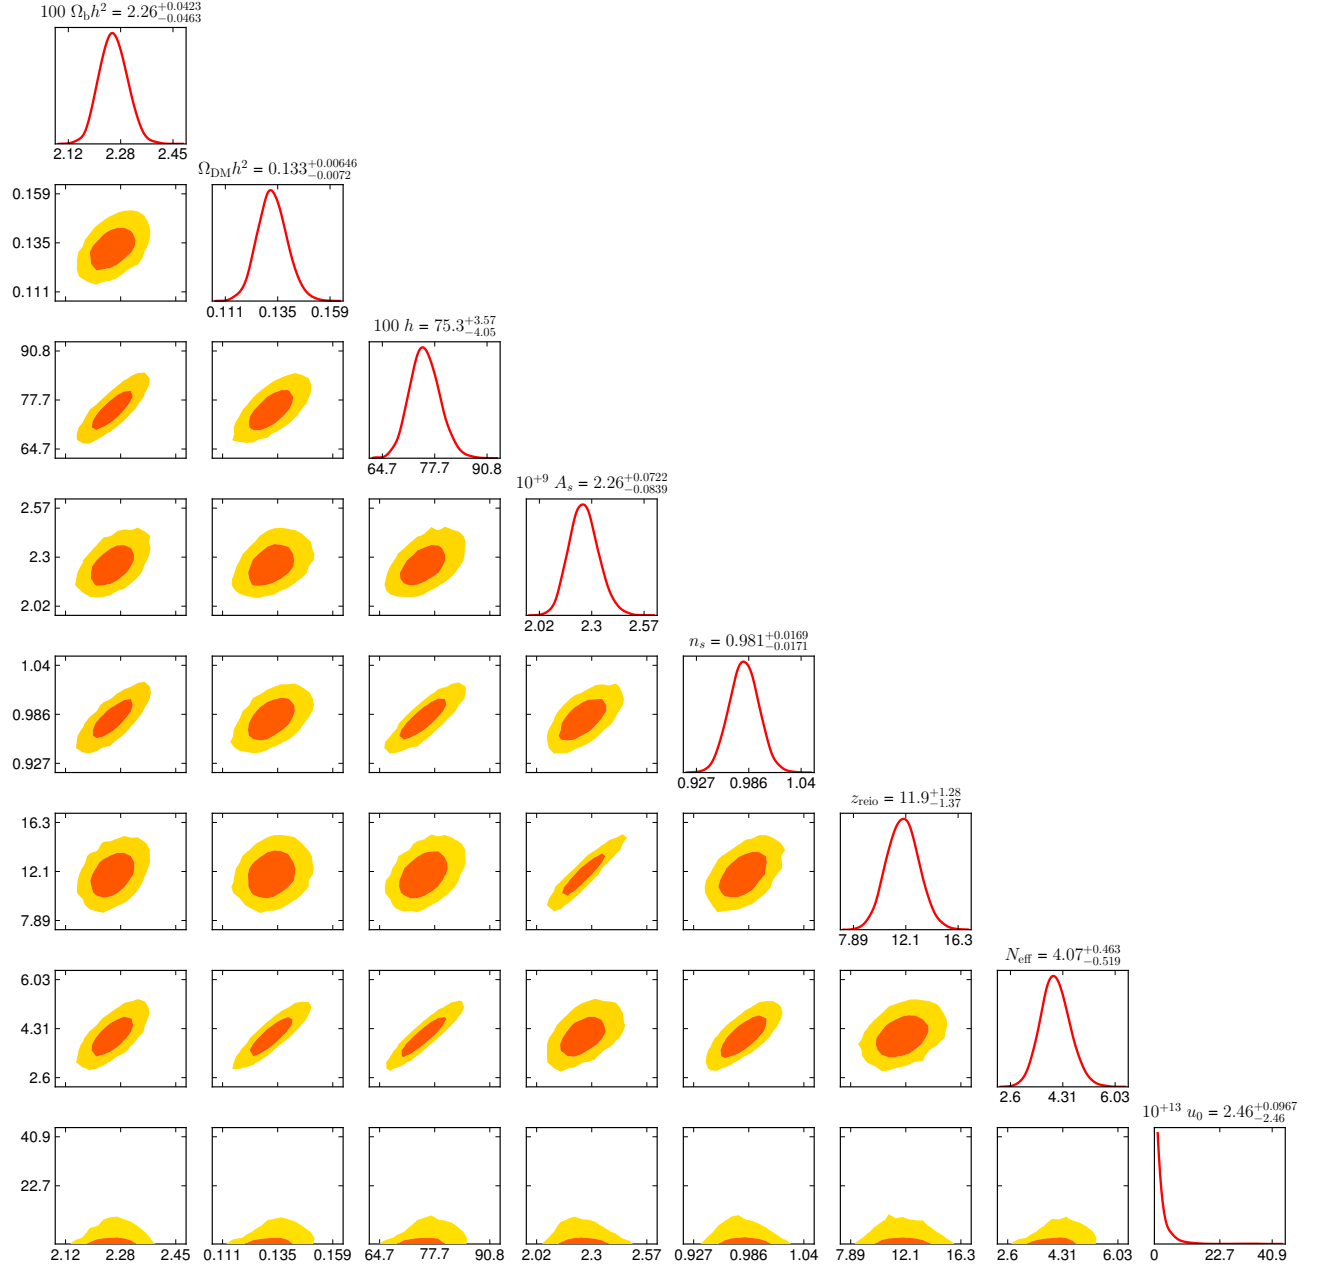 100 Ω_b h² = 2.26^{+0.0423}_{-0.0463}
2.12 2.28 2.45
Ω_DM h² = 0.133^{+0.00646}_{-0.0072}
0.159
0.135
0.111
0.111 0.135 0.159
100 h = 75.3^{+3.57}_{-4.05}
90.8
77.7
64.7
64.7 77.7 90.8
10^{+9} A_s = 2.26^{+0.0722}_{-0.0839}
2.57
2.3
2.02
2.02 2.3 2.57
n_s = 0.981^{+0.0169}_{-0.0171}
1.04
0.986
0.927
0.927 0.986 1.04
z_reio = 11.9^{+1.28}_{-1.37}
16.3
12.1
7.89
7.89 12.1 16.3
N_eff = 4.07^{+0.463}_{-0.519}
6.03
4.31
2.6
2.6 4.31 6.03
10^{+13} u_0 = 2.46^{+0.0967}_{-2.46}
40.9
22.7
2.12 2.28 2.45 0.111 0.135 0.159 64.7 77.7 90.8 2.02 2.3 2.57 0.927 0.986 1.04 7.89 12.1 16.3 2.6 4.31 6.03 0 22.7 40.9